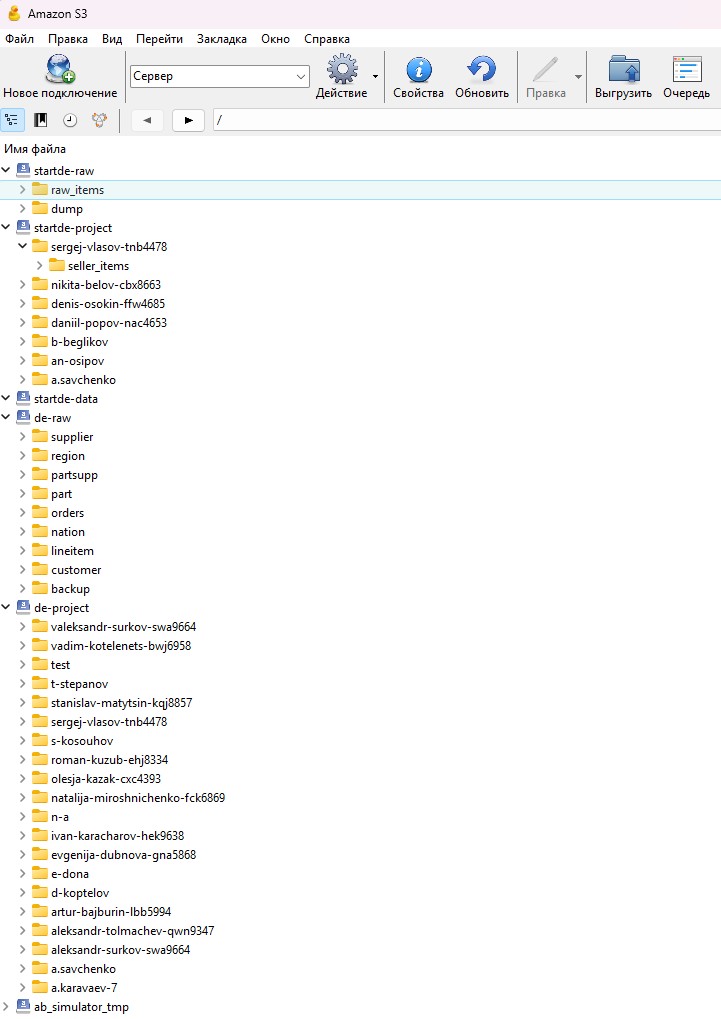 Amazon S3
Файл Правка Вид Перейти Закладка Окно Справка
Новое подключение Сервер Действие Свойства Обновить Правка Выгрузить Очередь
/
Имя файла
startde-raw
raw_items
dump
startde-project
sergej-vlasov-tnb4478
seller_items
nikita-belov-cbx8663
denis-osokin-ffw4685
daniil-popov-nac4653
b-beglikov
an-osipov
a.savchenko
startde-data
de-raw
supplier
region
partsupp
part
orders
nation
lineitem
customer
backup
de-project
valeksandr-surkov-swa9664
vadim-kotelenets-bwj6958
test
t-stepanov
stanislav-matytsin-kqj8857
sergej-vlasov-tnb4478
s-kosouhov
roman-kuzub-ehj8334
olesja-kazak-cxc4393
natalija-miroshnichenko-fck6869
n-a
ivan-karacharov-hek9638
evgenija-dubnova-gna5868
e-dona
d-koptelov
artur-bajburin-lbb5994
aleksandr-tolmachev-qwn9347
aleksandr-surkov-swa9664
a.savchenko
a.karavaev-7
ab_simulator_tmp